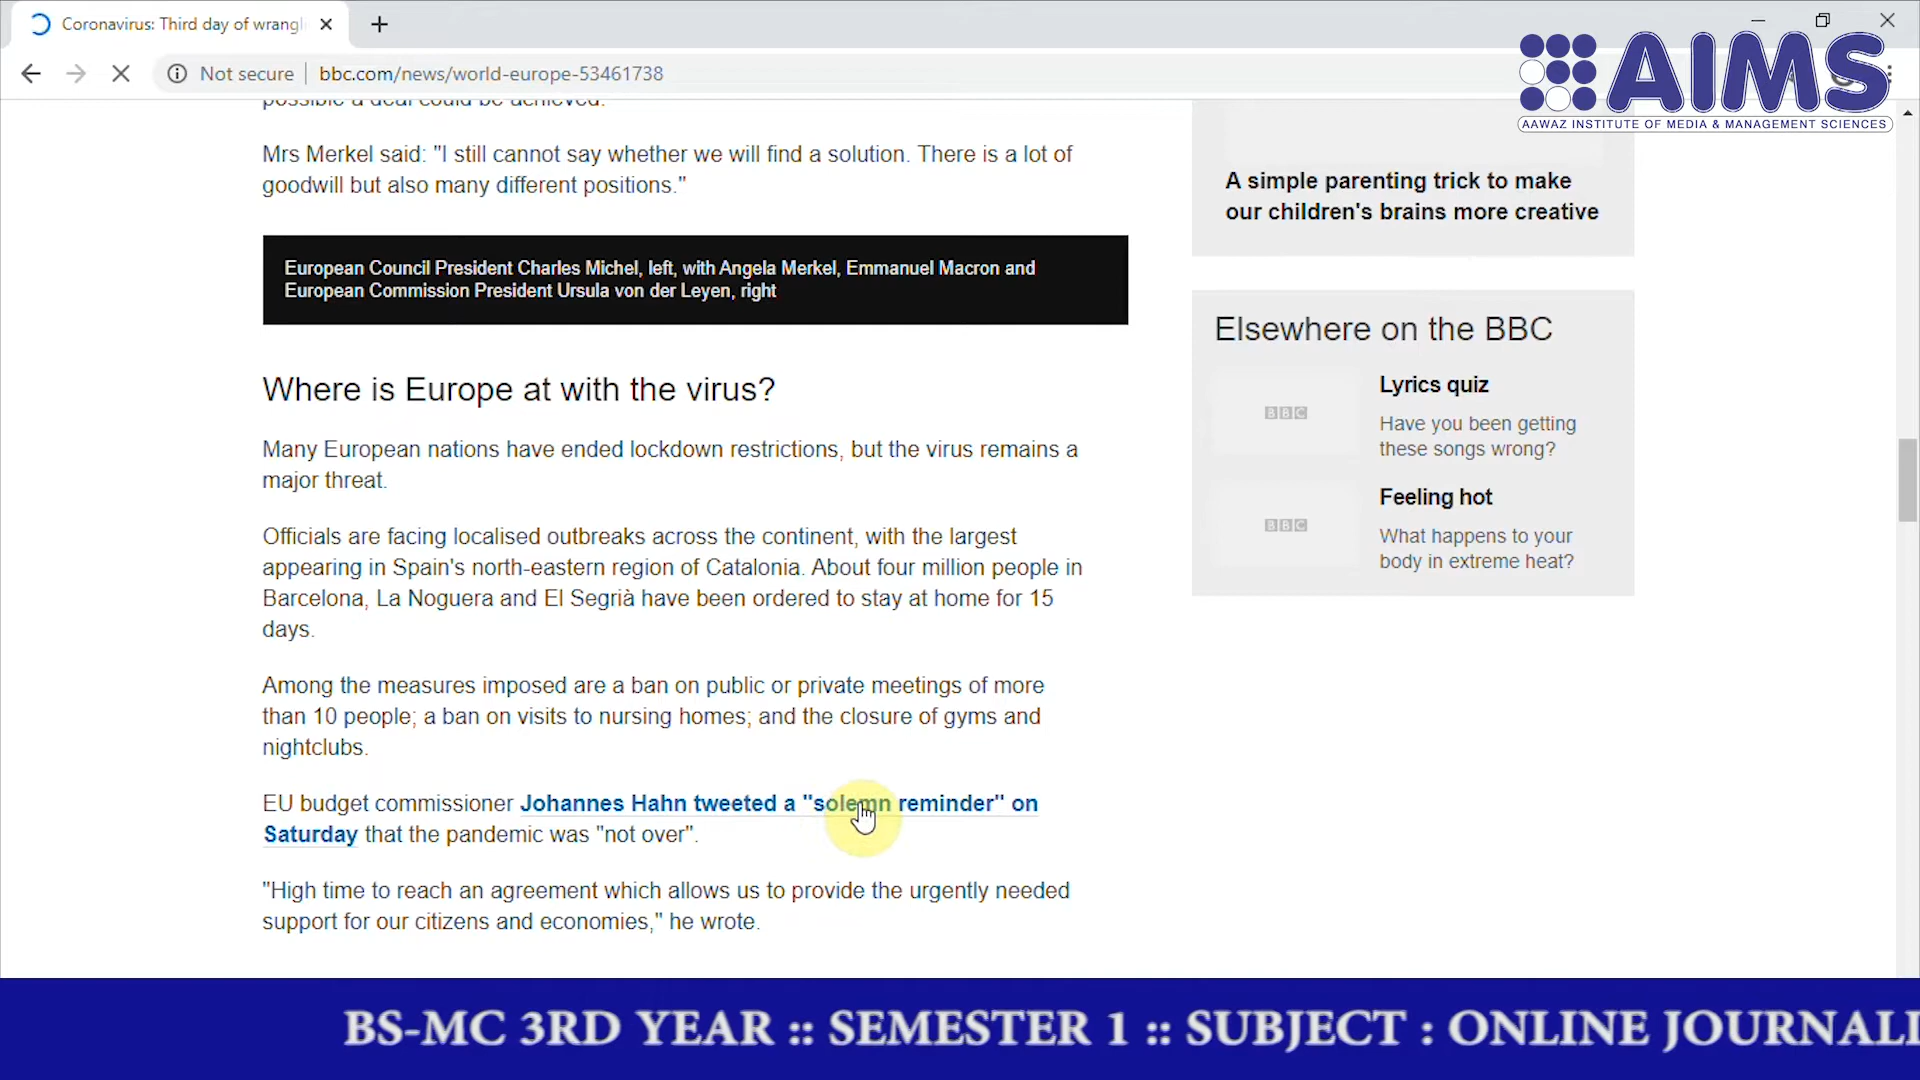 Coronavirus: Third day of wrangl
Not secure
bbc.com/news/world-europe-53461738
AIMS
AAWAZ INSTITUTE OF MEDIA & MANAGEMENT SCIENCES
possible a deal could be achieved.
Mrs Merkel said: "I still cannot say whether we will find a solution. There is a lot of
goodwill but also many different positions."
European Council President Charles Michel, left, with Angela Merkel, Emmanuel Macron and
European Commission President Ursula von der Leyen, right
Where is Europe at with the virus?
Many European nations have ended lockdown restrictions, but the virus remains a
major threat.
Officials are facing localised outbreaks across the continent, with the largest
appearing in Spain's north-eastern region of Catalonia. About four million people in
Barcelona, La Noguera and El Segrià have been ordered to stay at home for 15
days.
Among the measures imposed are a ban on public or private meetings of more
than 10 people; a ban on visits to nursing homes; and the closure of gyms and
nightclubs.
EU budget commissioner Johannes Hahn tweeted a "solemn reminder" on
Saturday that the pandemic was "not over".
"High time to reach an agreement which allows us to provide the urgently needed
support for our citizens and economies," he wrote.
A simple parenting trick to make
our children's brains more creative
Elsewhere on the BBC
BBC
Lyrics quiz
Have you been getting
these songs wrong?
BBC
Feeling hot
What happens to your
body in extreme heat?
BS-MC 3RD YEAR :: SEMESTER 1 :: SUBJECT : ONLINE JOURNALI